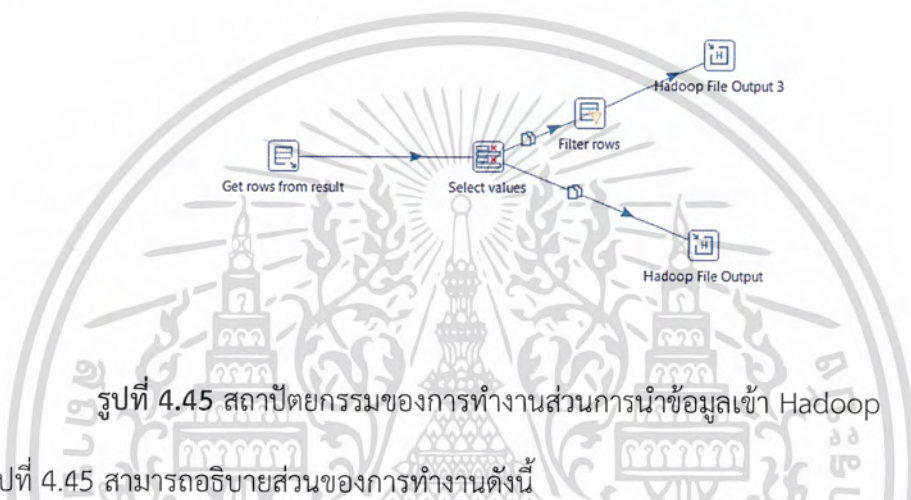 Hadoop File Output 3
Filter rows
Get rows from result
Select values
Hadoop File Output
รูปที่ 4.45 สถาปัตยกรรมของการทำงานส่วนการนำข้อมูลเข้า Hadoop
ปที่ 4.45 สามารถอธิบายส่วนของการทำงานดังนี้